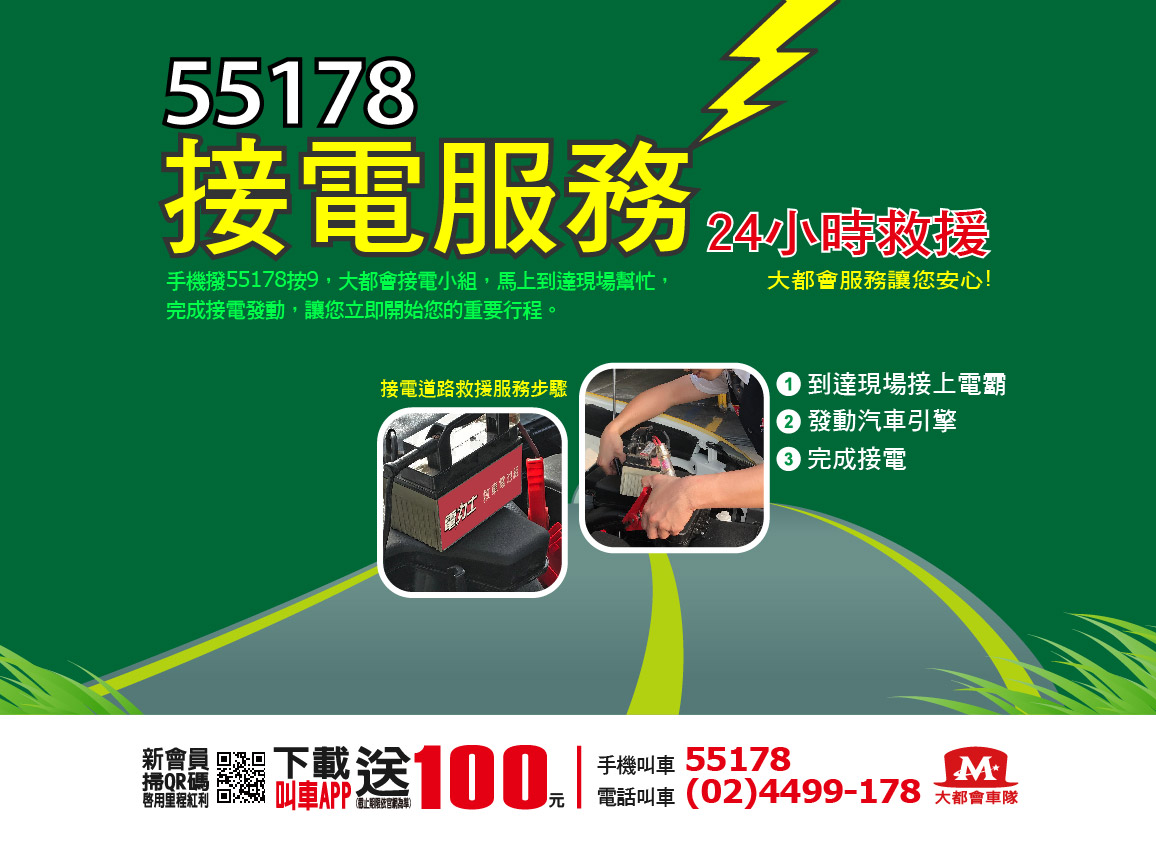 55178
接電服務
24小時救援
手機撥55178按9，大都會接電小組，馬上到達現場幫忙，
完成接電發動，讓您立即開始您的重要行程。
大都會服務讓您安心!
接電道路救援服務步驟
電力士
1 到達現場接上電霸
2 發動汽車引擎
3 完成接電
新會員
掃QR碼
啓用里程紅利
下載
叫車APP
送100元
手機叫車 55178
電話叫車 (02)4499-178
M
大都會車隊